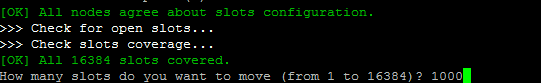 [OK] All nodes agree about slots configuration.
>>> Check for open slots...
>>> Check slots coverage...
[OK] All 16384 slots covered.
How many slots do you want to move (from 1 to 16384)? 1000